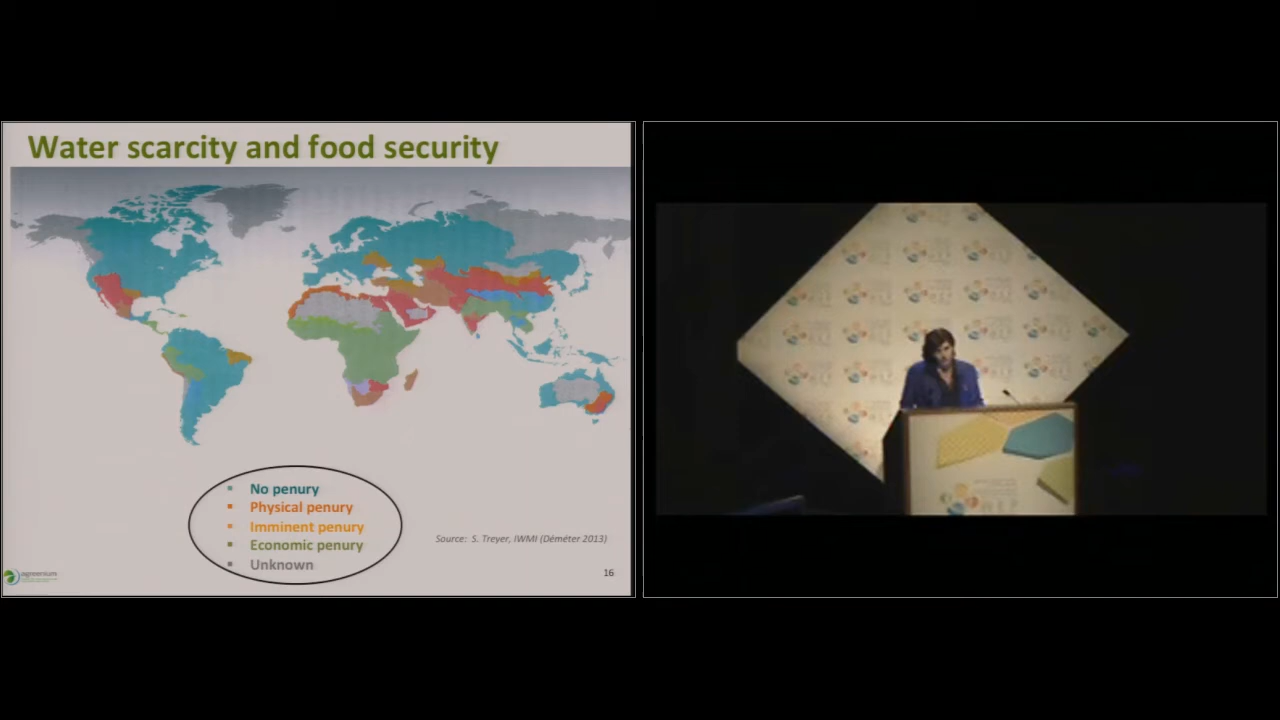 Water scarcity and food security
No penury
Physical penury
Imminent penury
Economic penury
Unknown
Source: S. Treyer, IWMI (Déméter 2013)
16
agreenium